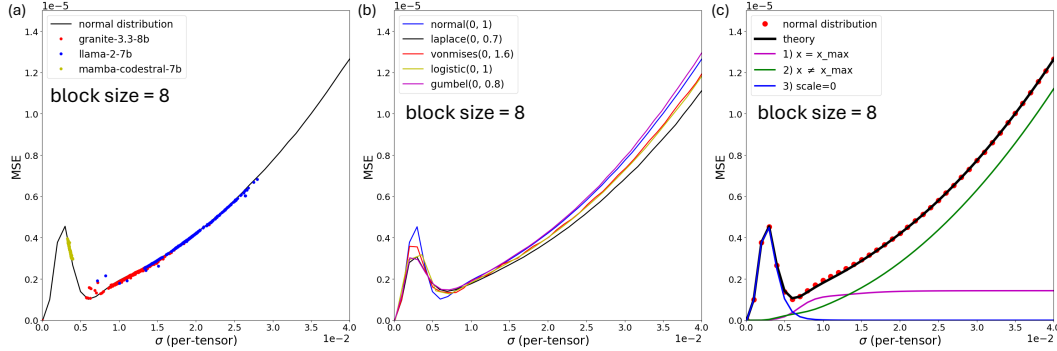 (a)
1e−5
normal distribution
granite-3.3-8b
llama-2-7b
mamba-codestral-7b
block size = 8
MSE
1.4
1.2
1.0
0.8
0.6
0.4
0.2
0.0
0.0 0.5 1.0 1.5 2.0 2.5 3.0 3.5 4.0
σ (per-tensor)
1e−2
(b)
1e−5
normal(0, 1)
laplace(0, 0.7)
vonmises(0, 1.6)
logistic(0, 1)
gumbel(0, 0.8)
block size = 8
MSE
1.4
1.2
1.0
0.8
0.6
0.4
0.2
0.0
0.0 0.5 1.0 1.5 2.0 2.5 3.0 3.5 4.0
σ (per-tensor)
1e−2
(c)
1e−5
normal distribution
theory
1) x = x_max
2) x ≠ x_max
3) scale=0
block size = 8
MSE
1.4
1.2
1.0
0.8
0.6
0.4
0.2
0.0
0.0 0.5 1.0 1.5 2.0 2.5 3.0 3.5 4.0
σ (per-tensor)
1e−2